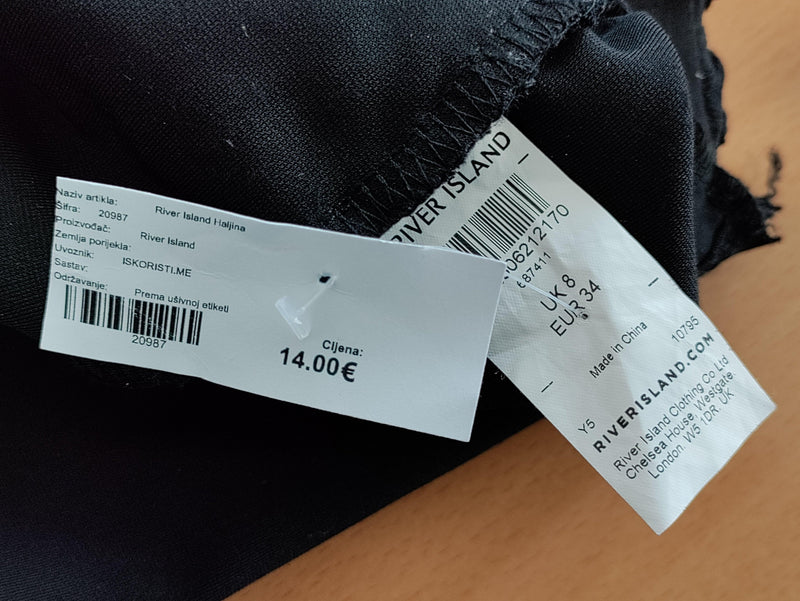 Naziv artikla: River Island Haljina
Šifra: 20987
Proizvođač: River Island
Zemlja porijekla:
Uvoznik: ISKORISTI.ME
Sastav:
Održavanje: Prema ušivnoj etiketi
20987
Cijena:
14.00€
RIVER ISLAND
06212170
687411
UK 8
EUR 34
Made in China
10795
Y5
RIVERISLAND.COM
River Island Clothing Co Ltd
Chelsea House, Westgate.
London. W5 1DR. UK